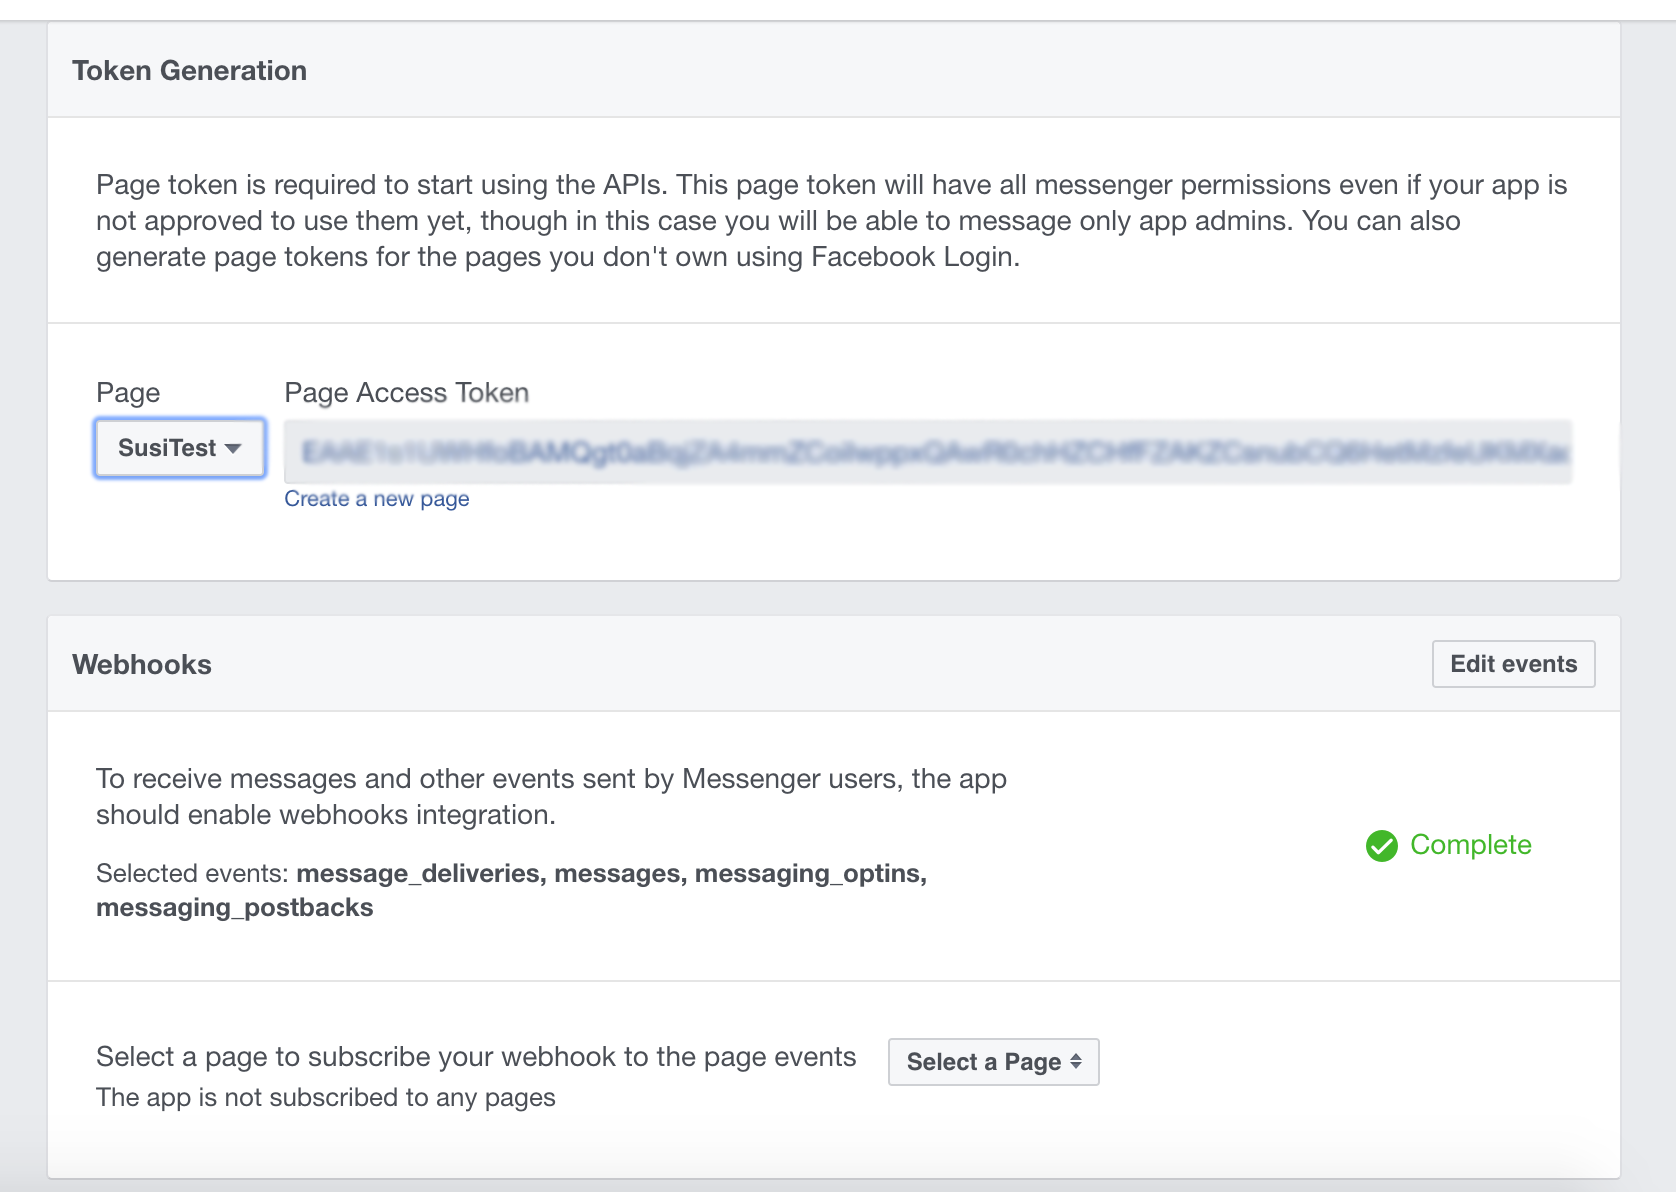 Token Generation
Page token is required to start using the APIs. This page token will have all messenger permissions even if your app is
not approved to use them yet, though in this case you will be able to message only app admins. You can also
generate page tokens for the pages you don't own using Facebook Login.
Page
Page Access Token
SusiTest
Create a new page
Webhooks
Edit events
To receive messages and other events sent by Messenger users, the app
should enable webhooks integration.
Complete
Selected events: message_deliveries, messages, messaging_optins,
messaging_postbacks
Select a page to subscribe your webhook to the page events
Select a Page
The app is not subscribed to any pages